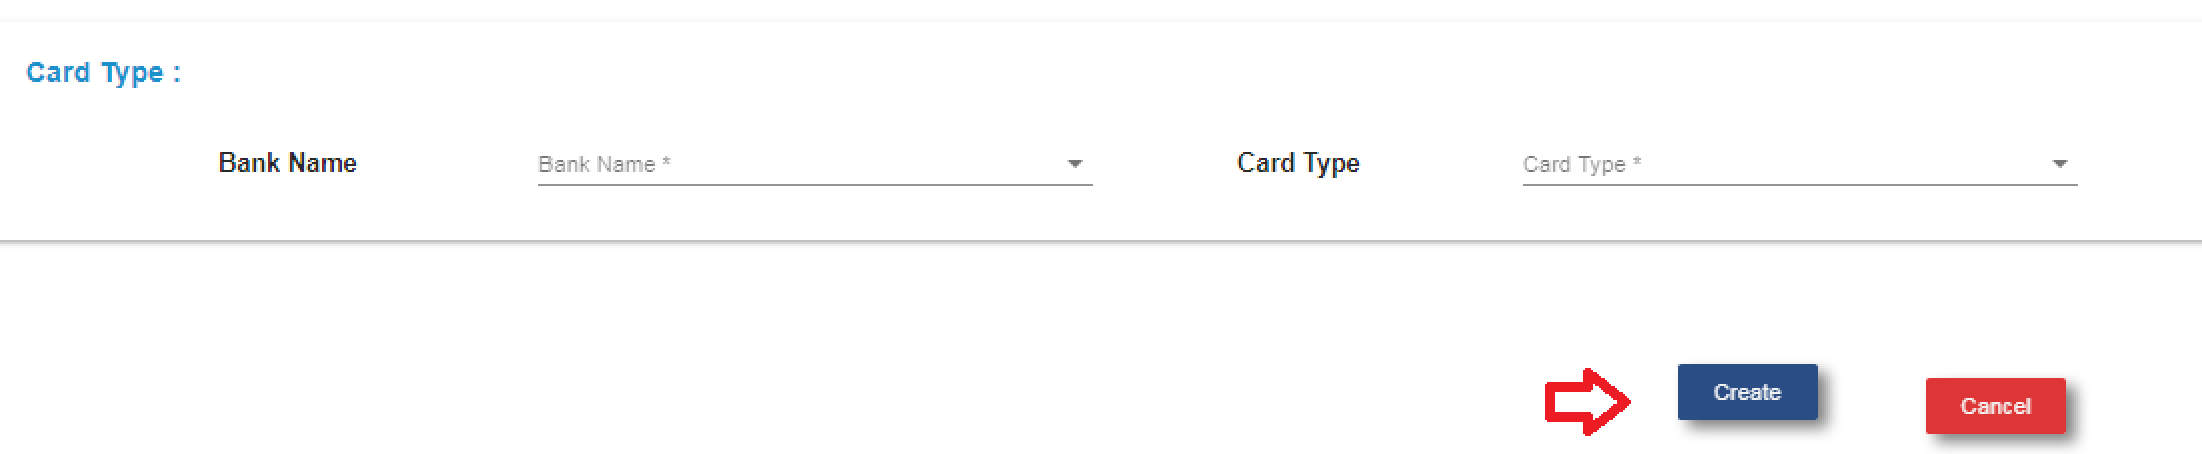 Card Type :
Bank Name Bank Name * Card Type Card Type *
Create
Cancel